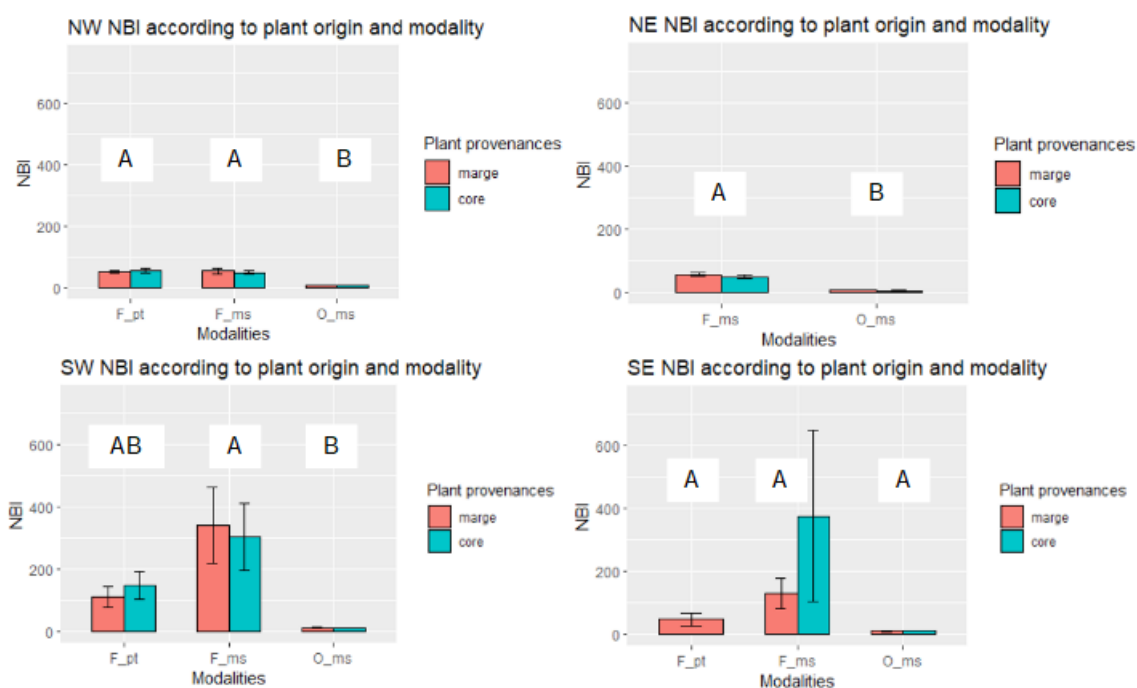 NW NBI according to plant origin and modality
600
400
200
0
NBI
A
A
B
F_pt
F_ms
O_ms
Modalities
Plant provenances
marge
core
NE NBI according to plant origin and modality
600
400
200
0
NBI
A
B
F_ms
O_ms
Modalities
Plant provenances
marge
core
SW NBI according to plant origin and modality
600
400
200
0
NBI
AB
A
B
F_pt
F_ms
O_ms
Modalities
Plant provenances
marge
core
SE NBI according to plant origin and modality
600
400
200
0
NBI
A
A
A
F_pt
F_ms
O_ms
Modalities
Plant provenances
marge
core